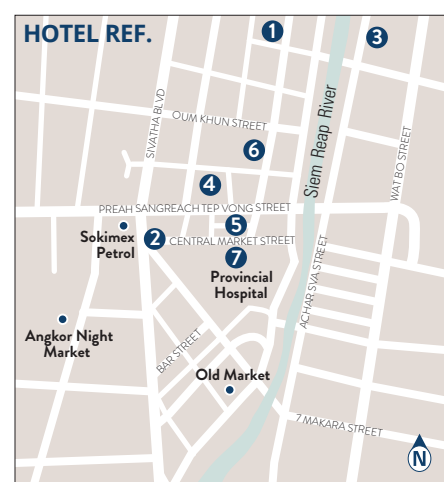 HOTEL REF.
1
3
SIVATHA BLVD
OUM KHUN STREET
Siem Reap River
WAT BO STREET
6
4
PREAH SANGREACH TEP VONG STREET
5
Sokimex
Petrol
2
CENTRAL MARKET STREET
7
Provincial
Hospital
ACHAR SVA STREET
Angkor Night
Market
BAR STREET
Old Market
7 MAKARA STREET
N